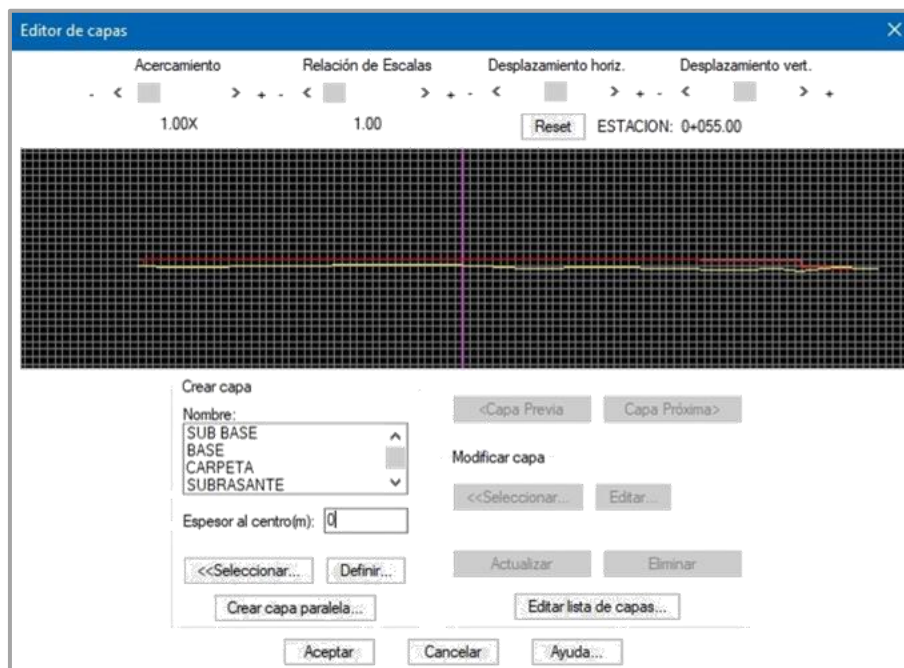 Editor de capas
Acercamiento Relación de Escalas Desplazamiento horiz. Desplazamiento vert.
- < > + - < > + - < > + - < > +
1.00X 1.00 Reset ESTACION: 0+055.00
Crear capa
Nombre:
SUB BASE
BASE
CARPETA
SUBRASANTE
Espesor al centro(m): 0
<<Seleccionar... Definir...
Crear capa paralela...
<Capa Previa Capa Próxima>
Modificar capa
<<Seleccionar... Editar...
Actualizar Eliminar
Editar lista de capas...
Aceptar Cancelar Ayuda...